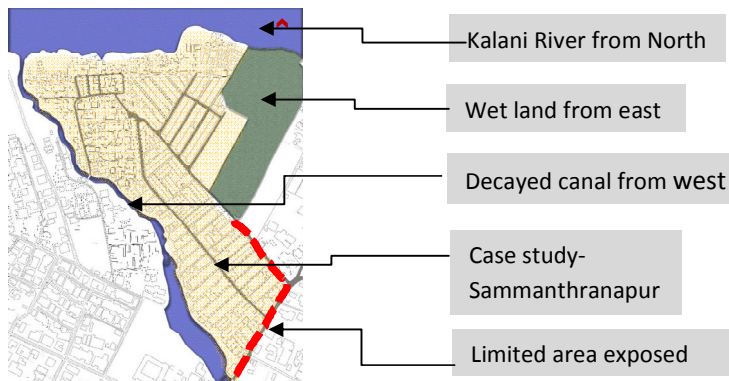 Kalani River from North
Wet land from east
Decayed canal from west
Case study-
Sammanthranapur
Limited area exposed